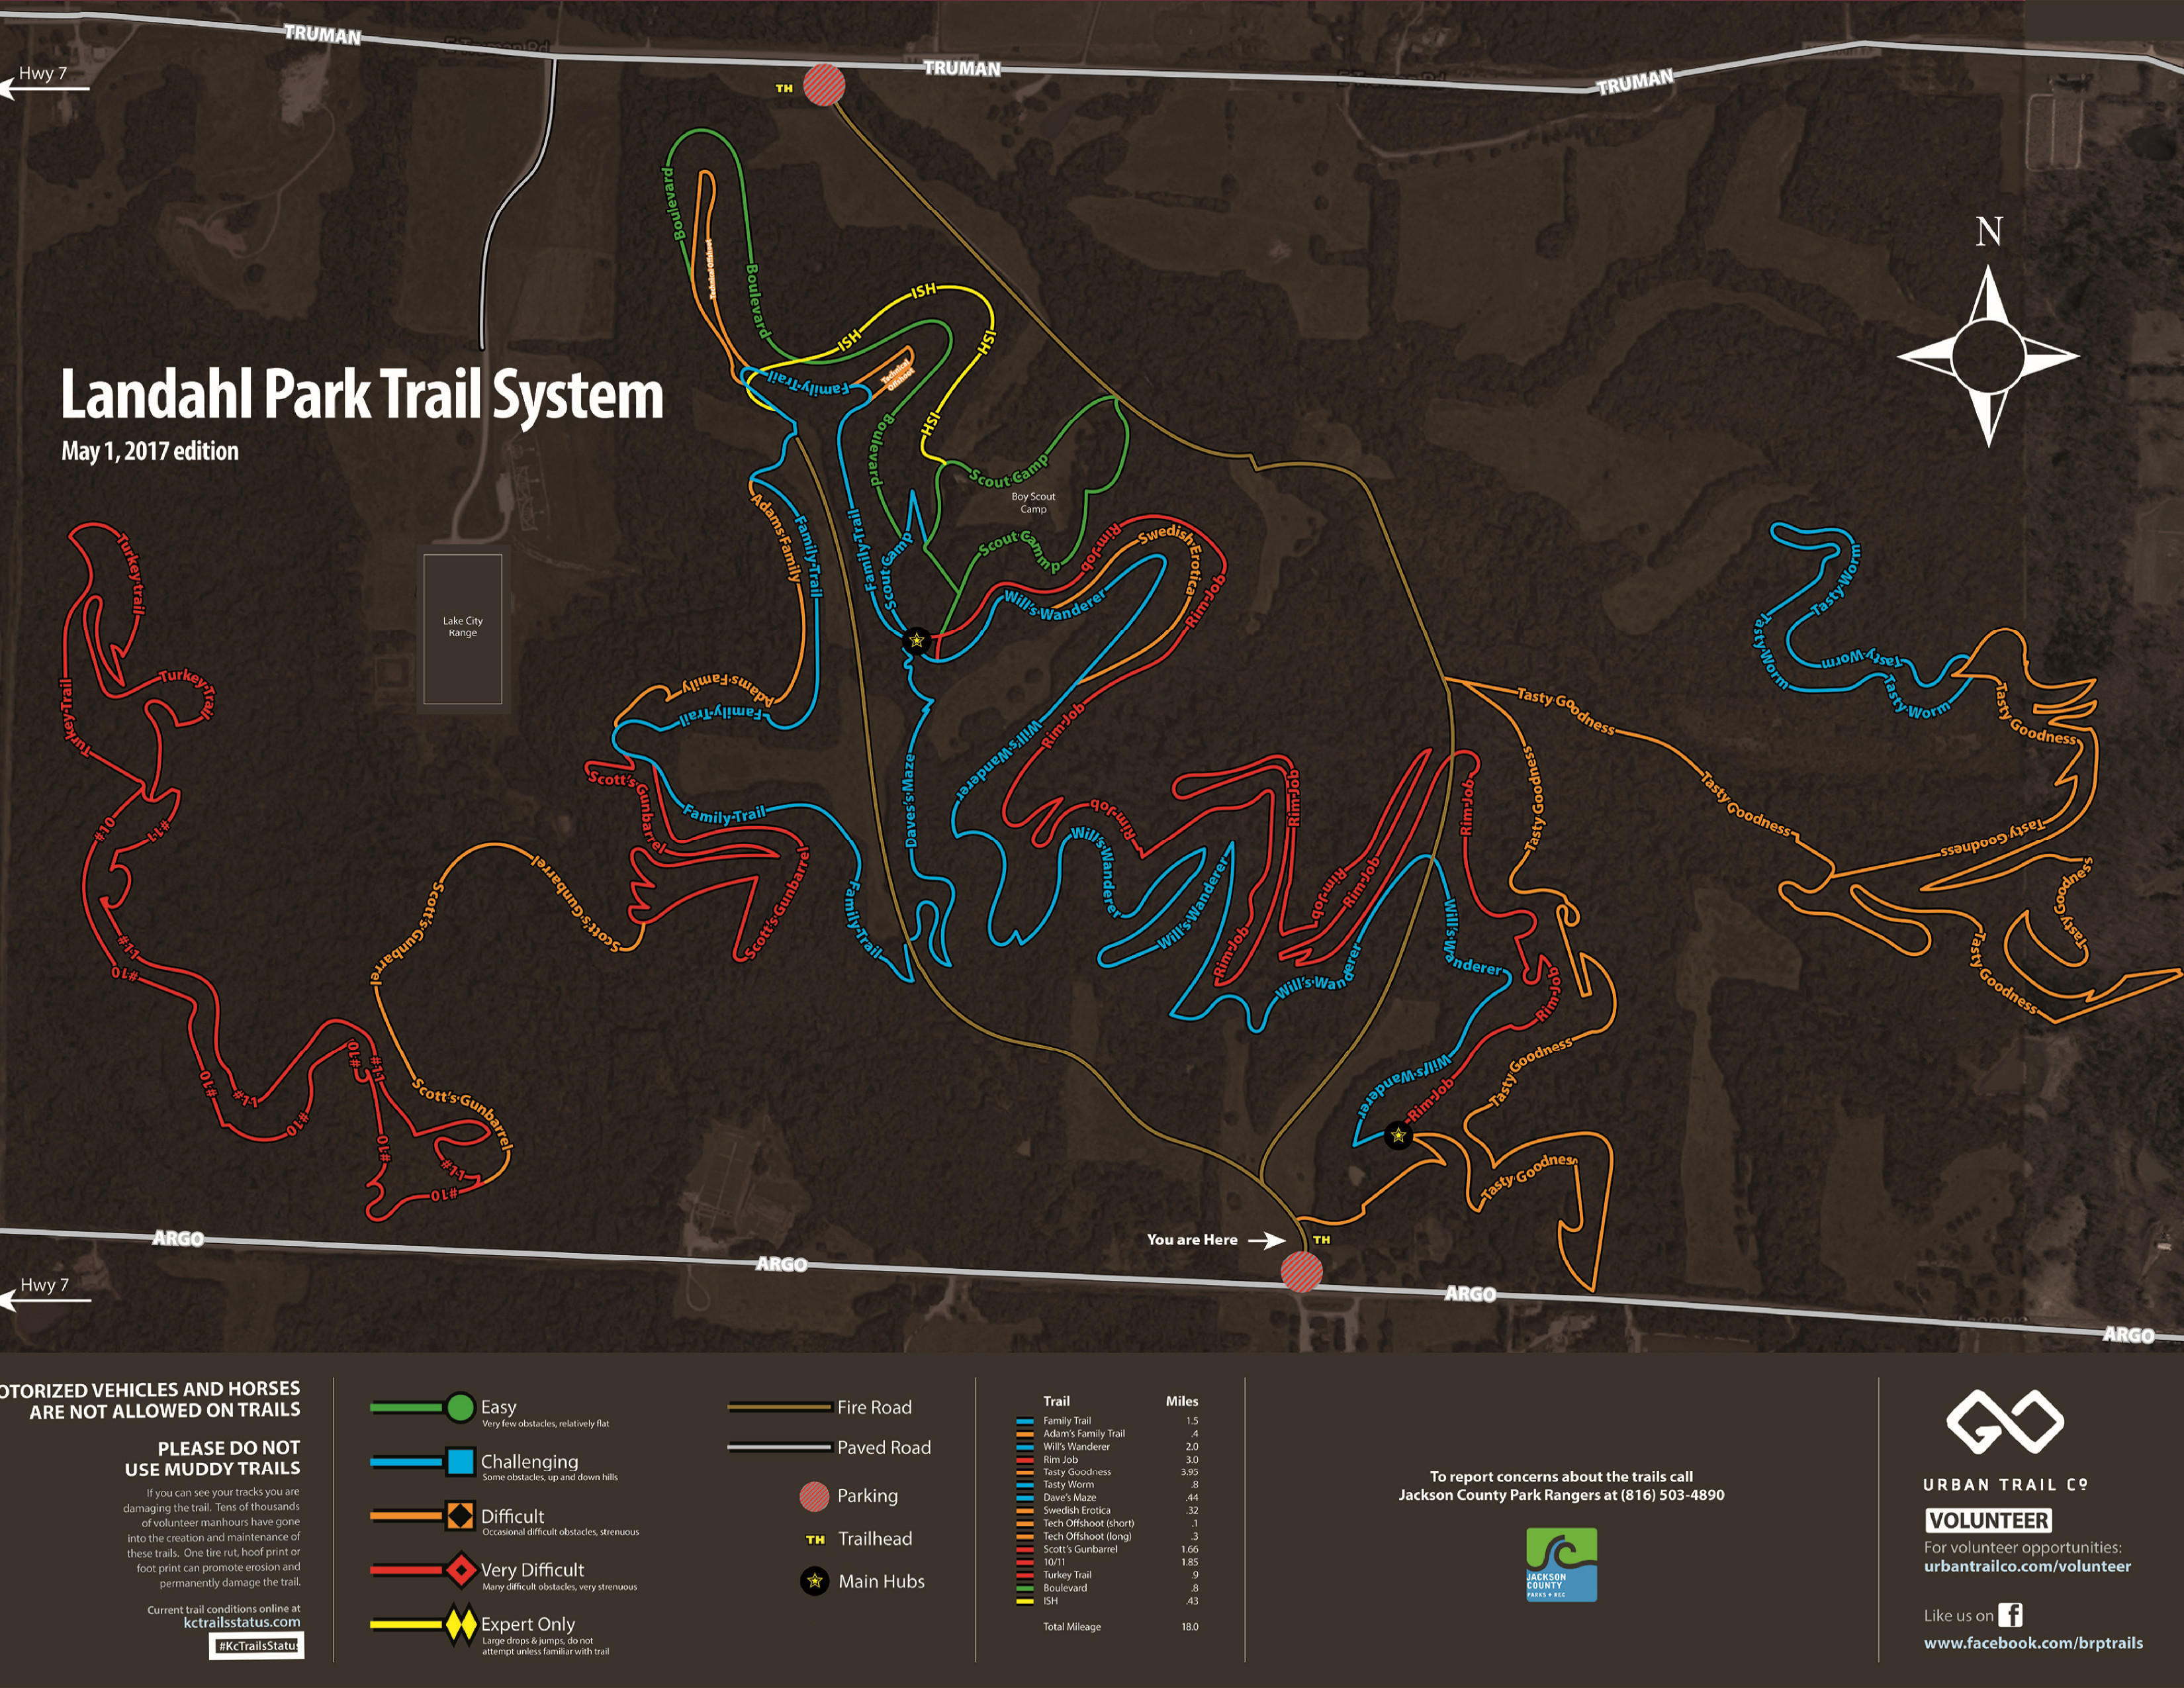 TRUMAN
E Truman Rd
TRUMAN
E Truman Rd
TRUMAN
Hwy 7
TH
N
Landahl Park Trail System
May 1, 2017 edition
Boulevard
Technical Offshoot
Boulevard
ISH
ISH
ISH
ISH
Family-Trail
Technical
Offshoot
Boulevard
Scout Camp
Boy Scout
Camp
Scout Camp
Adams Family
Family-Trail
Family-Trail
Scout Camp
Rim-Job
Swedish Erotica
Rim-Job
Will's Wanderer
Turkey-trail
Turkey-Trail
Turkey-Trail
Turkey-
Lake City
Range
Adams Family
Family-Trail
Tasty-Worm
Tasty-Worm
Tasty-Worm
Tasty-Worm
Tasty Goodness
Tasty Goodness
Tasty Goodness
Tasty Goodness
Will's Wanderer
Rim-Job
Scott's Gunbarrel
Family-Trail
Daves's Maze
Rim-Job
Rim-Job
Rim-Job
Will's Wanderer
Will's Wanderer
Rim-Job
Rim-Job
Rim-Job
Tasty Goodness
Tasty Goodness
Tasty Goodness
#10
#11
Scott's Gunbarrel
Scott's Gunbarrel
Scott's Gunbarrel
Family-Trail
Will's Wanderer
Will's Wanderer
Rim-Job
#11
#10
#10
#11
#10
#10
#11
Scott's Gunbarrel
#10
#11
#10
Tasty Goodness
Will's Wanderer
Rim-Job
Tasty Goodness
You are Here
TH
ARGO
ARGO
ARGO
ARGO
Hwy 7
OTORIZED VEHICLES AND HORSES
ARE NOT ALLOWED ON TRAILS
PLEASE DO NOT
USE MUDDY TRAILS
If you can see your tracks you are
damaging the trail. Tens of thousands
of volunteer manhours have gone
into the creation and maintenance of
these trails. One tire rut, hoof print or
foot print can promote erosion and
permanently damage the trail.
Current trail conditions online at
kctrailsstatus.com
#KcTrailsStatus
Easy
Very few obstacles, relatively flat
Challenging
Some obstacles, up and down hills
Difficult
Occasional difficult obstacles, strenuous
Very Difficult
Many difficult obstacles, very strenuous
Expert Only
Large drops & jumps, do not
attempt unless familiar with trail
Fire Road
Paved Road
Parking
TH Trailhead
Main Hubs
Trail Miles
Family Trail 1.5
Adam's Family Trail .4
Will's Wanderer 2.0
Rim Job 3.0
Tasty Goodness 3.95
Tasty Worm .8
Dave's Maze .44
Swedish Erotica .32
Tech Offshoot (short) .1
Tech Offshoot (long) .3
Scott's Gunbarrel 1.66
10/11 1.85
Turkey Trail .9
Boulevard .8
ISH .43
Total Mileage 18.0
To report concerns about the trails call
Jackson County Park Rangers at (816) 503-4890
JACKSON
COUNTY
PARKS + REC
URBAN TRAIL CO
VOLUNTEER
For volunteer opportunities:
urbantrailco.com/volunteer
Like us on f
www.facebook.com/brptrails